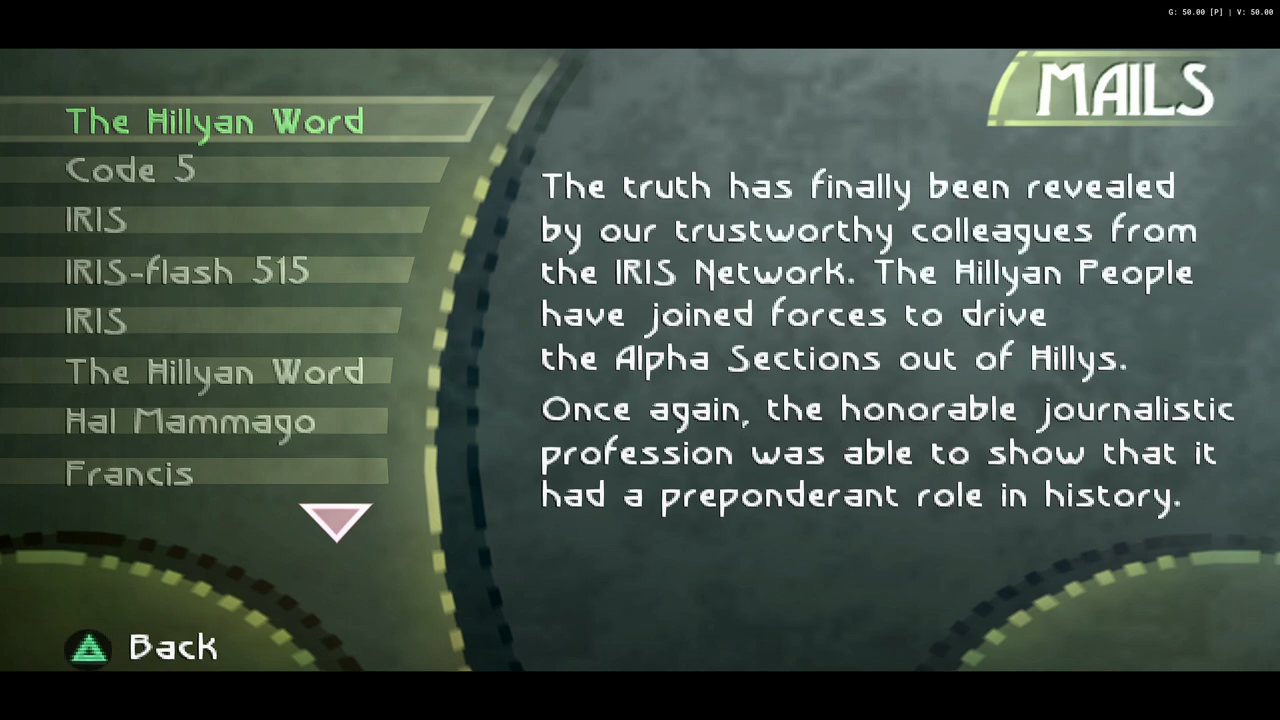 G: 50.00 [P] | V: 50.00
MAILS
The Hillyan Word
Code 5
IRIS
IRIS-flash 515
IRIS
The Hillyan Word
Hal Mammago
Francis
The truth has finally been revealed
by our trustworthy colleagues from
the IRIS Network. The Hillyan People
have joined forces to drive
the Alpha Sections out of Hillys.
Once again, the honorable journalistic
profession was able to show that it
had a preponderant role in history.
Back